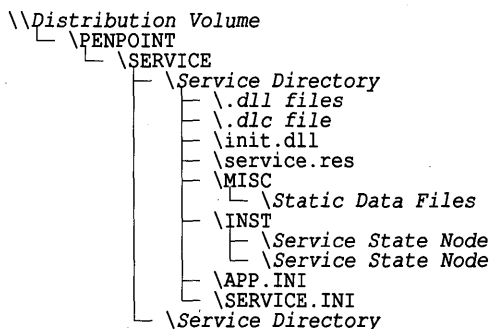 \\Distribution Volume
\PENPOINT
\SERVICE
\Service Directory
\.dll files
\.dlc file
\init.dll
\service.res
\MISC
\Static Data Files
\INST
\Service State Node
\Service State Node
\APP.INI
\SERVICE.INI
\Service Directory